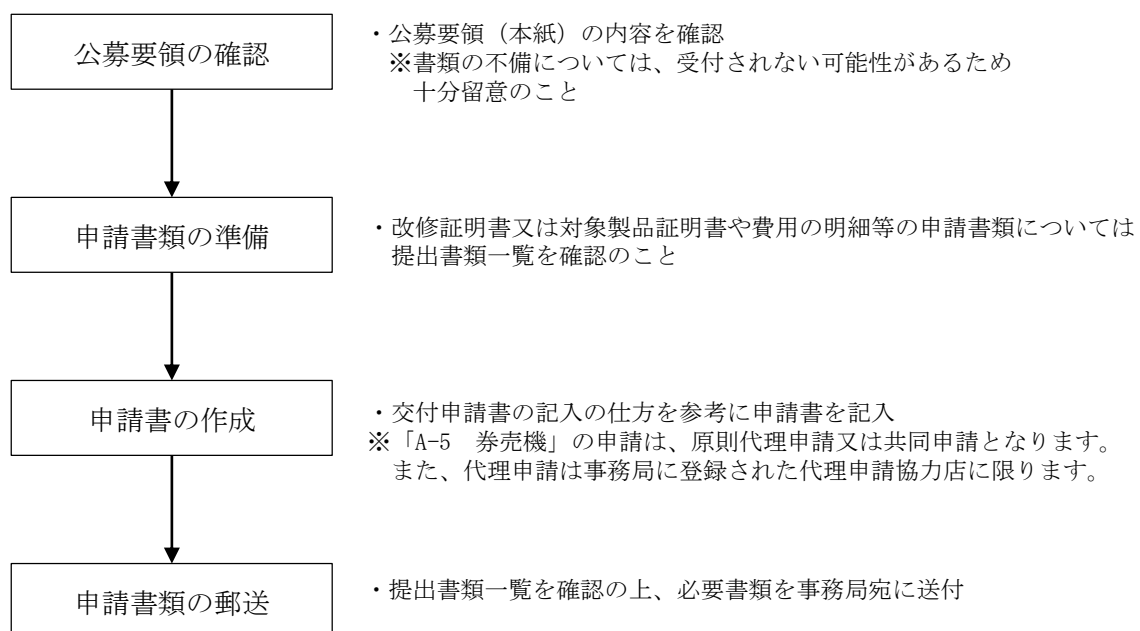 公募要領の確認
・公募要領（本紙）の内容を確認
※書類の不備については、受付されない可能性があるため
十分留意のこと
申請書類の準備
・改修証明書又は対象製品証明書や費用の明細等の申請書類については
提出書類一覧を確認のこと
申請書の作成
・交付申請書の記入の仕方を参考に申請書を記入
※「A-5　券売機」の申請は、原則代理申請又は共同申請となります。
また、代理申請は事務局に登録された代理申請協力店に限ります。
申請書類の郵送
・提出書類一覧を確認の上、必要書類を事務局宛に送付